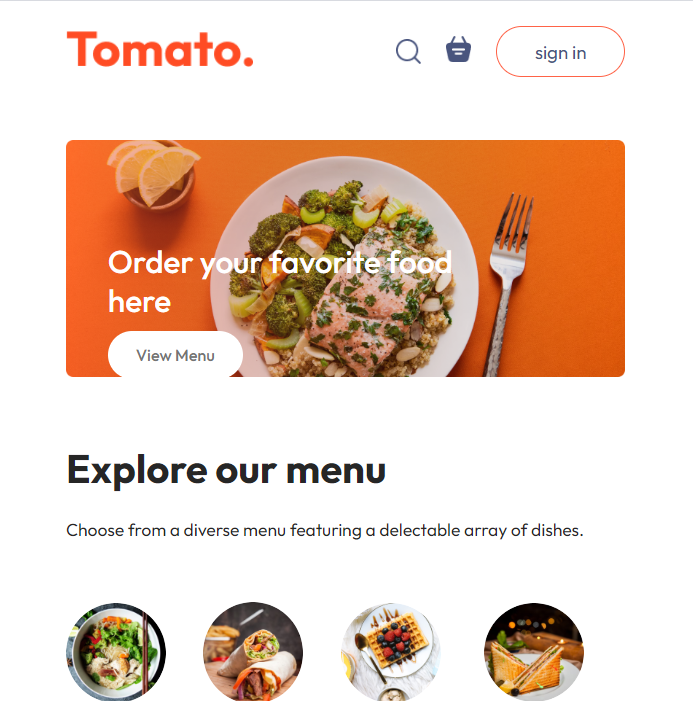 Tomato.
sign in
Order your favorite food
here
View Menu
Explore our menu
Choose from a diverse menu featuring a delectable array of dishes.